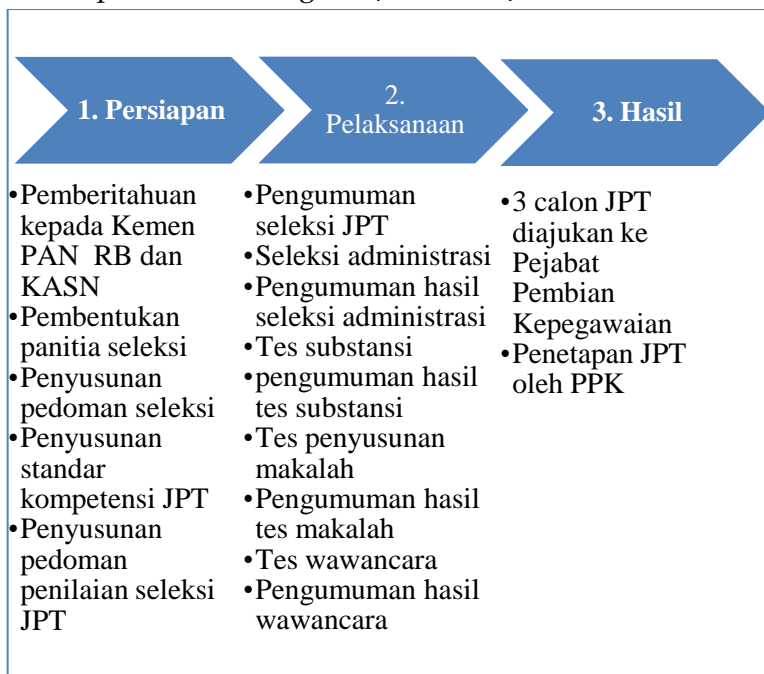 1. Persiapan
2.
Pelaksanaan
3. Hasil
•Pemberitahuan
kepada Kemen
PAN RB dan
KASN
•Pembentukan
panitia seleksi
•Penyusunan
pedoman seleksi
•Penyusunan
standar
kompetensi JPT
•Penyusunan
pedoman
penilaian seleksi
JPT
•Pengumuman
seleksi JPT
•Seleksi administrasi
•Pengumuman hasil
seleksi administrasi
•Tes substansi
•pengumuman hasil
tes substansi
•Tes penyusunan
makalah
•Pengumuman hasil
tes makalah
•Tes wawancara
•Pengumuman hasil
wawancara
•3 calon JPT
diajukan ke
Pejabat
Pembian
Kepegawaian
•Penetapan JPT
oleh PPK